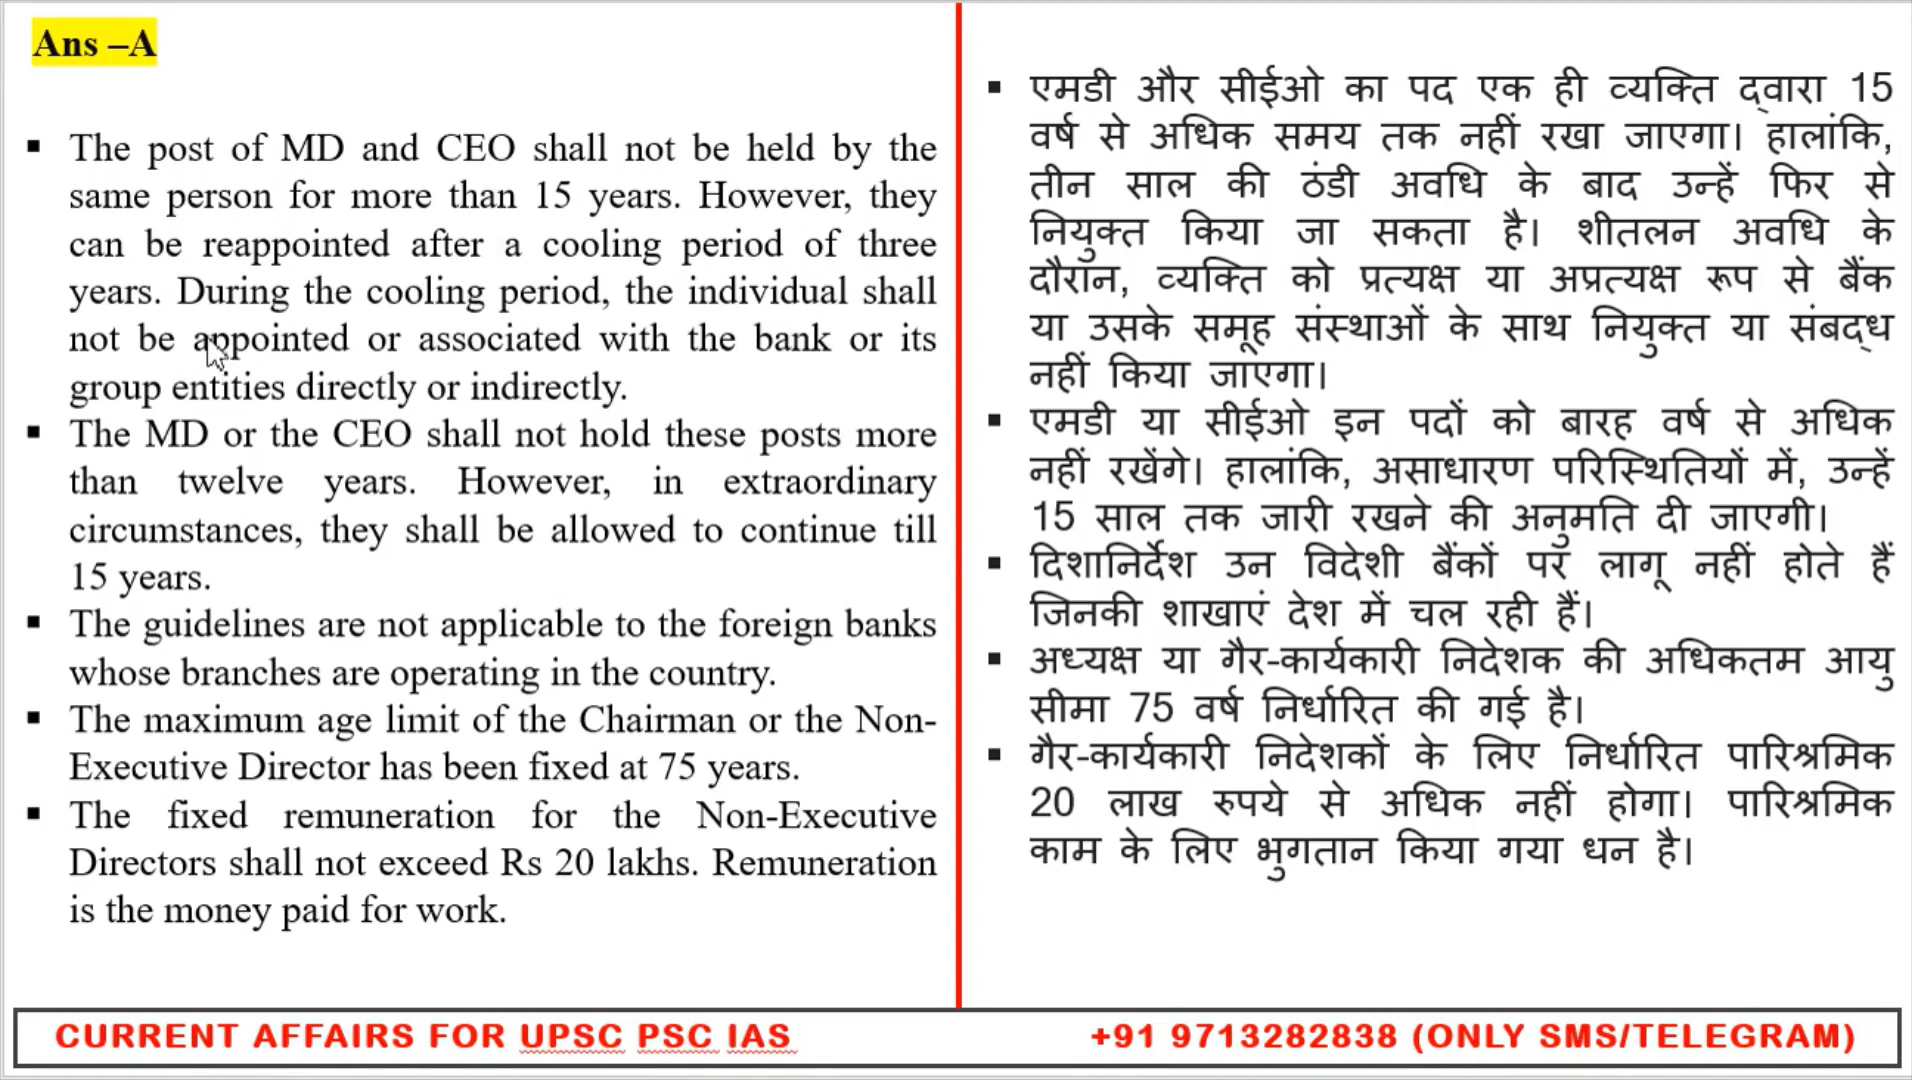 Ans –A
The post of MD and CEO shall not be held by the
same person for more than 15 years. However, they
can be reappointed after a cooling period of three
years. During the cooling period, the individual shall
not be appointed or associated with the bank or its
group entities directly or indirectly.
The MD or the CEO shall not hold these posts more
than twelve years. However, in extraordinary
circumstances, they shall be allowed to continue till
15 years.
The guidelines are not applicable to the foreign banks
whose branches are operating in the country.
The maximum age limit of the Chairman or the Non-
Executive Director has been fixed at 75 years.
The fixed remuneration for the Non-Executive
Directors shall not exceed Rs 20 lakhs. Remuneration
is the money paid for work.
एमडी और सीईओ का पद एक ही व्यक्ति द्वारा 15
वर्ष से अधिक समय तक नहीं रखा जाएगा। हालांकि,
तीन साल की ठंडी अवधि के बाद उन्हें फिर से
नियुक्त किया जा सकता है। शीतलन अवधि के
दौरान, व्यक्ति को प्रत्यक्ष या अप्रत्यक्ष रूप से बैंक
या उसके समूह संस्थाओं के साथ नियुक्त या संबद्ध
नहीं किया जाएगा।
एमडी या सीईओ इन पदों को बारह वर्ष से अधिक
नहीं रखेंगे। हालांकि, असाधारण परिस्थितियों में, उन्हें
15 साल तक जारी रखने की अनुमति दी जाएगी।
दिशानिर्देश उन विदेशी बैंकों पर लागू नहीं होते हैं
जिनकी शाखाएं देश में चल रही हैं।
अध्यक्ष या गैर-कार्यकारी निदेशक की अधिकतम आयु
सीमा 75 वर्ष निर्धारित की गई है।
गैर-कार्यकारी निदेशकों के लिए निर्धारित पारिश्रमिक
20 लाख रुपये से अधिक नहीं होगा। पारिश्रमिक
काम के लिए भुगतान किया गया धन है।
CURRENT AFFAIRS FOR UPSC PSC IAS
+91 9713282838 (ONLY SMS/TELEGRAM)